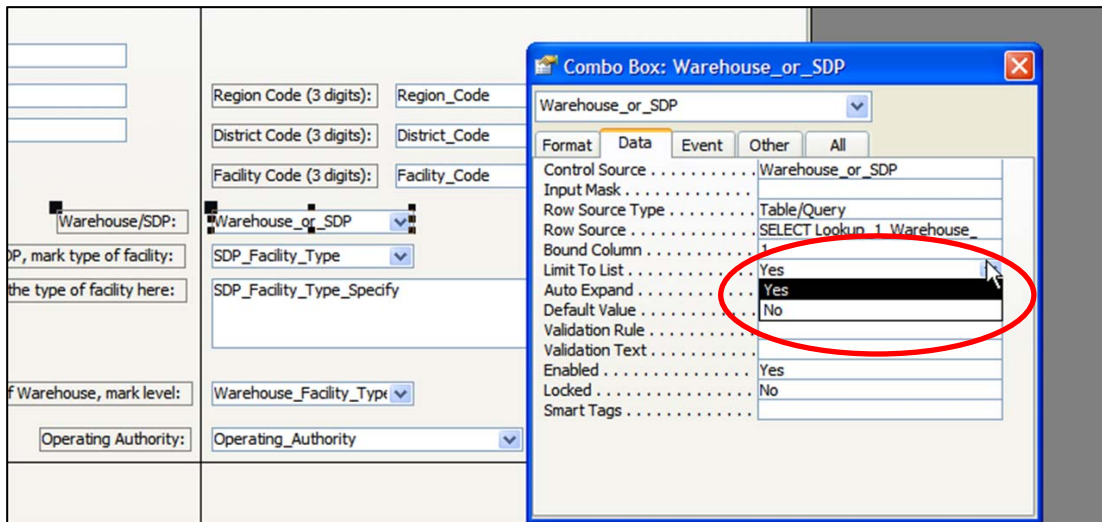 Combo Box: Warehouse_or_SDP
Warehouse_or_SDP
Format Data Event Other All
Control Source . . . . . . . . . . . Warehouse_or_SDP
Input Mask . . . . . . . . . . . . .
Row Source Type . . . . . . . . . Table/Query
Row Source . . . . . . . . . . . . . SELECT Lookup_1_Warehouse_
Bound Column . . . . . . . . . . . 1
Limit To List . . . . . . . . . . . . . Yes
Yes
No
Auto Expand . . . . . . . . . . . .
Default Value . . . . . . . . . . . .
Validation Rule . . . . . . . . . . .
Validation Text . . . . . . . . . . .
Enabled . . . . . . . . . . . . . . . Yes
Locked . . . . . . . . . . . . . . . . No
Smart Tags . . . . . . . . . . . . .
Region Code (3 digits): Region_Code
District Code (3 digits): District_Code
Facility Code (3 digits): Facility_Code
Warehouse/SDP: Warehouse_or_SDP
DP, mark type of facility: SDP_Facility_Type
the type of facility here: SDP_Facility_Type_Specify
f Warehouse, mark level: Warehouse_Facility_Type
Operating Authority: Operating_Authority